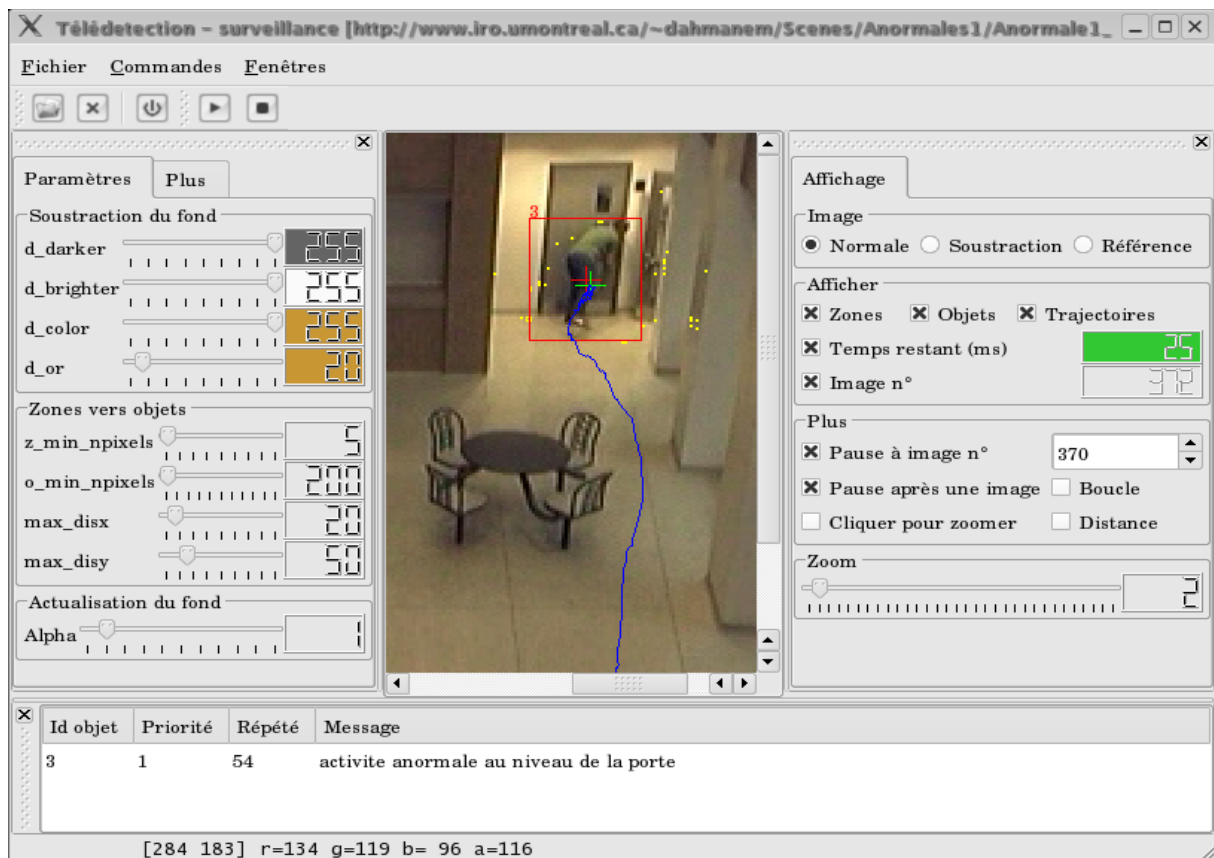 Télédetection – surveillance [http://www.iro.umontreal.ca/~dahmanem/Scenes/Anormales1/Anormale1_
Fichier Commandes Fenêtres
Paramètres Plus
Soustraction du fond
d_darker 255
d_brighter 255
d_color 255
d_or 20
Zones vers objets
z_min_npixels 5
o_min_npixels 200
max_disx 20
max_disy 50
Actualisation du fond
Alpha 1
3
Affichage
Image
Normale Soustraction Référence
Afficher
Zones Objets Trajectoires
Temps restant (ms) 25
Image n° 372
Plus
Pause à image n° 370
Pause après une image Boucle
Cliquer pour zoomer Distance
Zoom
2
Id objet Priorité Répété Message
3 1 54 activite anormale au niveau de la porte
[284 183] r=134 g=119 b= 96 a=116